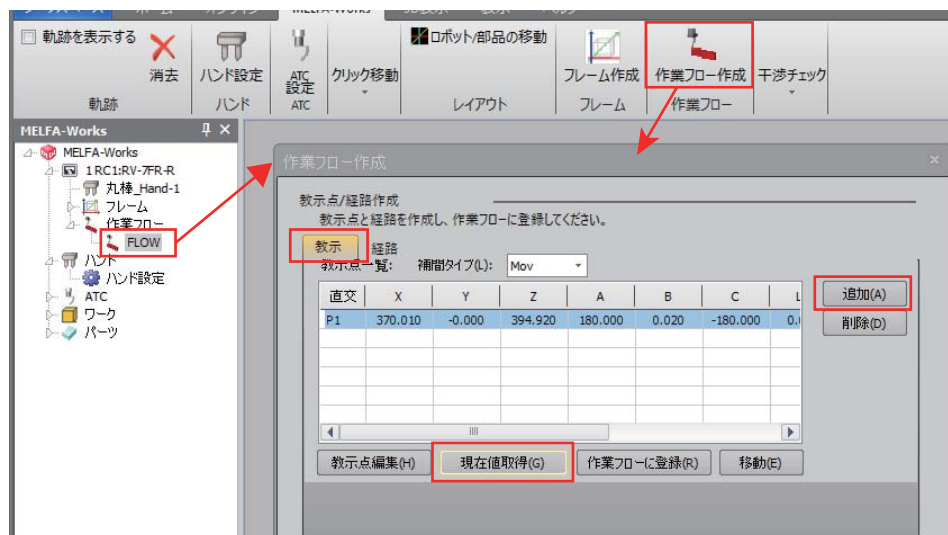 MELFA-Works
軌跡を表示する
消去
軌跡
ハンド設定
ハンド
ATC設定
ATC
クリック移動
ロボット/部品の移動
レイアウト
フレーム作成
フレーム
作業フロー作成
作業フロー
干渉チェック
MELFA-Works
MELFA-Works
1 RC1:RV-7FR-R
丸棒_Hand-1
フレーム
作業フロー
FLOW
ハンド
ハンド設定
ATC
ワーク
パーツ
作業フロー作成
教示点/経路作成
教示点と経路を作成し、作業フローに登録してください。
教示 経路
教示点一覧: 補間タイプ(L): Mov
直交 X Y Z A B C L
P1 370.010 -0.000 394.920 180.000 0.020 -180.000 0.
追加(A)
削除(D)
教示点編集(H) 現在値取得(G) 作業フローに登録(R) 移動(E)